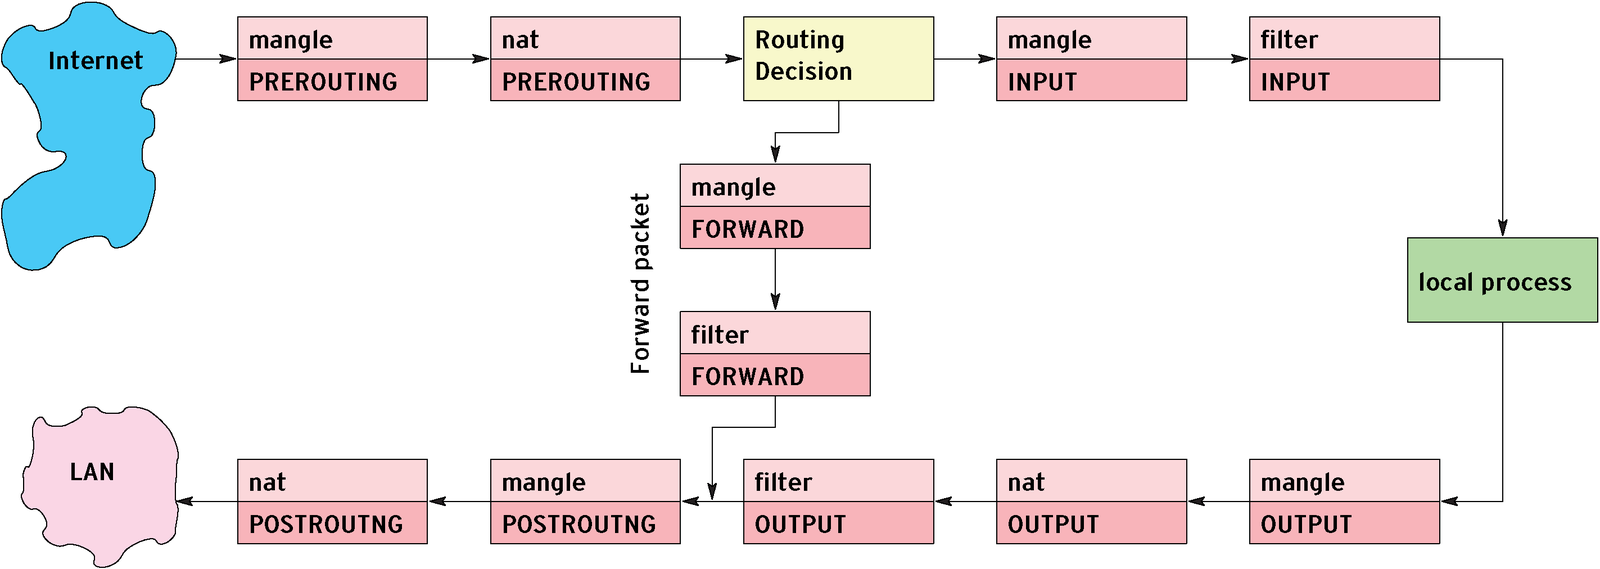 Internet
mangle
PREROUTING
nat
PREROUTING
Routing
Decision
mangle
INPUT
filter
INPUT
mangle
FORWARD
Forward packet
filter
FORWARD
local process
LAN
nat
POSTROUTNG
mangle
POSTROUTNG
filter
OUTPUT
nat
OUTPUT
mangle
OUTPUT